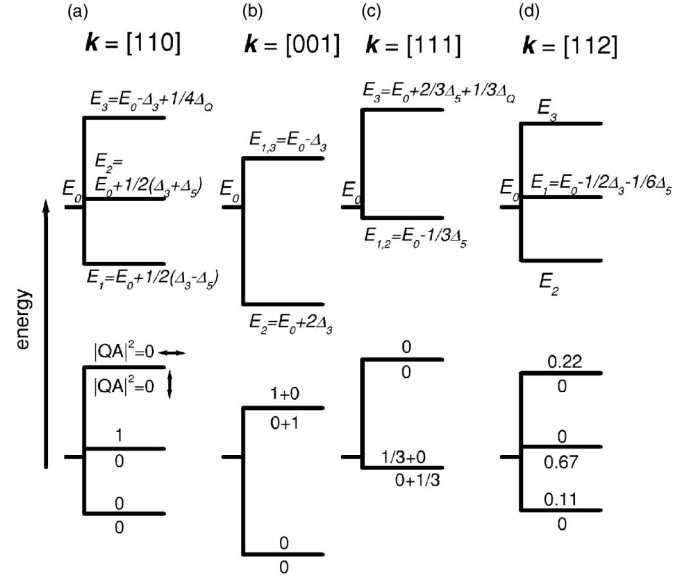 (a)
k = [110]
E₃=E₀-Δ₃+1/4Δ_Q
E₂=
E₀+1/2(Δ₃+Δ₅)
E₀
E₁=E₀+1/2(Δ₃-Δ₅)
(b)
k = [001]
E₁,₃=E₀-Δ₃
E₀
E₂=E₀+2Δ₃
(c)
k = [111]
E₃=E₀+2/3Δ₅+1/3Δ_Q
E₀
E₁,₂=E₀-1/3Δ₅
(d)
k = [112]
E₃
E₀
E₁=E₀-1/2Δ₃-1/6Δ₅
E₂
energy
|QA|²=0
|QA|²=0
1
0
0
0
1+0
0+1
0
0
0
0
1/3+0
0+1/3
0.22
0
0
0.67
0.11
0